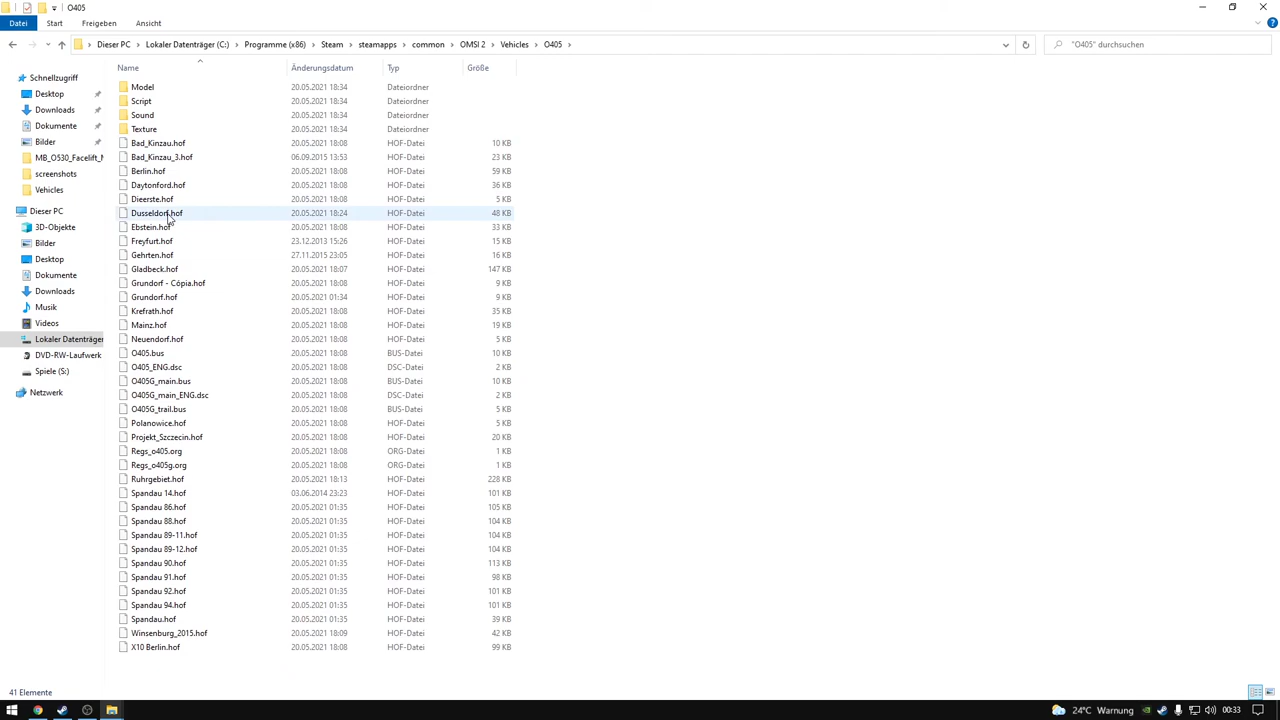 O405
Datei Start Freigeben Ansicht
Dieser PC Lokaler Datenträger (C:) Programme (x86) Steam steamapps common OMSI 2 Vehicles O405 "O405" durchsuchen
Name Änderungsdatum Typ Größe
Schnellzugriff
Desktop
Downloads
Dokumente
Bilder
MB_O530_Facelift_M
screenshots
Vehicles
Dieser PC
3D-Objekte
Bilder
Desktop
Dokumente
Downloads
Musik
Videos
Lokaler Datenträger
DVD-RW-Laufwerk
Spiele (S:)
Netzwerk
Model 20.05.2021 18:34 Dateiordner
Script 20.05.2021 18:34 Dateiordner
Sound 20.05.2021 18:34 Dateiordner
Texture 20.05.2021 18:34 Dateiordner
Bad_Kinzau.hof 20.05.2021 18:08 HOF-Datei 10 KB
Bad_Kinzau_3.hof 06.09.2015 13:53 HOF-Datei 23 KB
Berlin.hof 20.05.2021 18:08 HOF-Datei 59 KB
Daytonford.hof 20.05.2021 18:08 HOF-Datei 36 KB
Dieerste.hof 20.05.2021 18:08 HOF-Datei 5 KB
Dusseldorf.hof 20.05.2021 18:24 HOF-Datei 48 KB
Ebstein.hof 20.05.2021 18:08 HOF-Datei 33 KB
Freyfurt.hof 23.12.2013 15:26 HOF-Datei 15 KB
Gehrten.hof 27.11.2015 23:05 HOF-Datei 16 KB
Gladbeck.hof 20.05.2021 18:07 HOF-Datei 147 KB
Grundorf - Cópia.hof 20.05.2021 18:08 HOF-Datei 9 KB
Grundorf.hof 20.05.2021 01:34 HOF-Datei 9 KB
Krefrath.hof 20.05.2021 18:08 HOF-Datei 35 KB
Mainz.hof 20.05.2021 18:08 HOF-Datei 19 KB
Neuendorf.hof 20.05.2021 18:08 HOF-Datei 5 KB
O405.bus 20.05.2021 18:08 BUS-Datei 10 KB
O405_ENG.dsc 20.05.2021 18:08 DSC-Datei 2 KB
O405G_main.bus 20.05.2021 18:08 BUS-Datei 10 KB
O405G_main_ENG.dsc 20.05.2021 18:08 DSC-Datei 2 KB
O405G_trail.bus 20.05.2021 18:08 BUS-Datei 5 KB
Polanowice.hof 20.05.2021 18:08 HOF-Datei 5 KB
Projekt_Szczecin.hof 20.05.2021 18:08 HOF-Datei 20 KB
Regs_o405.org 20.05.2021 18:08 ORG-Datei 1 KB
Regs_o405g.org 20.05.2021 18:08 ORG-Datei 1 KB
Ruhrgebiet.hof 20.05.2021 18:13 HOF-Datei 228 KB
Spandau 14.hof 03.06.2014 23:23 HOF-Datei 101 KB
Spandau 86.hof 20.05.2021 01:35 HOF-Datei 105 KB
Spandau 88.hof 20.05.2021 01:35 HOF-Datei 104 KB
Spandau 89-11.hof 20.05.2021 01:35 HOF-Datei 104 KB
Spandau 89-12.hof 20.05.2021 01:35 HOF-Datei 104 KB
Spandau 90.hof 20.05.2021 01:35 HOF-Datei 113 KB
Spandau 91.hof 20.05.2021 01:35 HOF-Datei 98 KB
Spandau 92.hof 20.05.2021 01:35 HOF-Datei 101 KB
Spandau 94.hof 20.05.2021 01:35 HOF-Datei 101 KB
Spandau.hof 20.05.2021 01:35 HOF-Datei 39 KB
Winsenburg_2015.hof 20.05.2021 18:09 HOF-Datei 42 KB
X10 Berlin.hof 20.05.2021 18:08 HOF-Datei 99 KB
41 Elemente
24°C Warnung 00:33